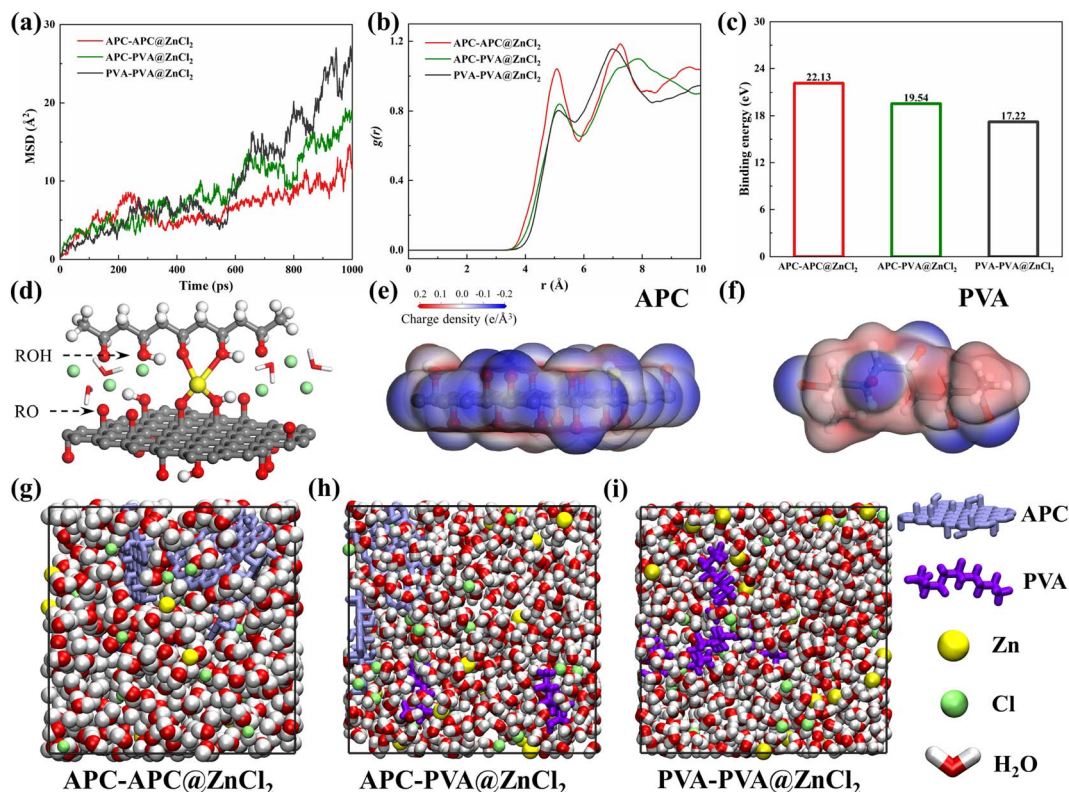 (a)
APC-APC@ZnCl₂
APC-PVA@ZnCl₂
PVA-PVA@ZnCl₂
MSD (Å²)
30
20
10
0
0 200 400 600 800 1000
Time (ps)
(b)
APC-APC@ZnCl₂
APC-PVA@ZnCl₂
PVA-PVA@ZnCl₂
g(r)
1.2
0.8
0.4
0.0
0 2 4 6 8 10
r (Å)
(c)
Binding energy (eV)
30
24
18
12
6
0
22.13
19.54
17.22
APC-APC@ZnCl₂ APC-PVA@ZnCl₂ PVA-PVA@ZnCl₂
(d)
ROH
RO
(e)
0.2 0.1 0 -0.1 -0.2
Charge density (e/Å³)
APC
PVA
(f)
(g)
APC-APC@ZnCl₂
(h)
APC-PVA@ZnCl₂
(i)
PVA-PVA@ZnCl₂
APC
PVA
Zn
Cl
H₂O